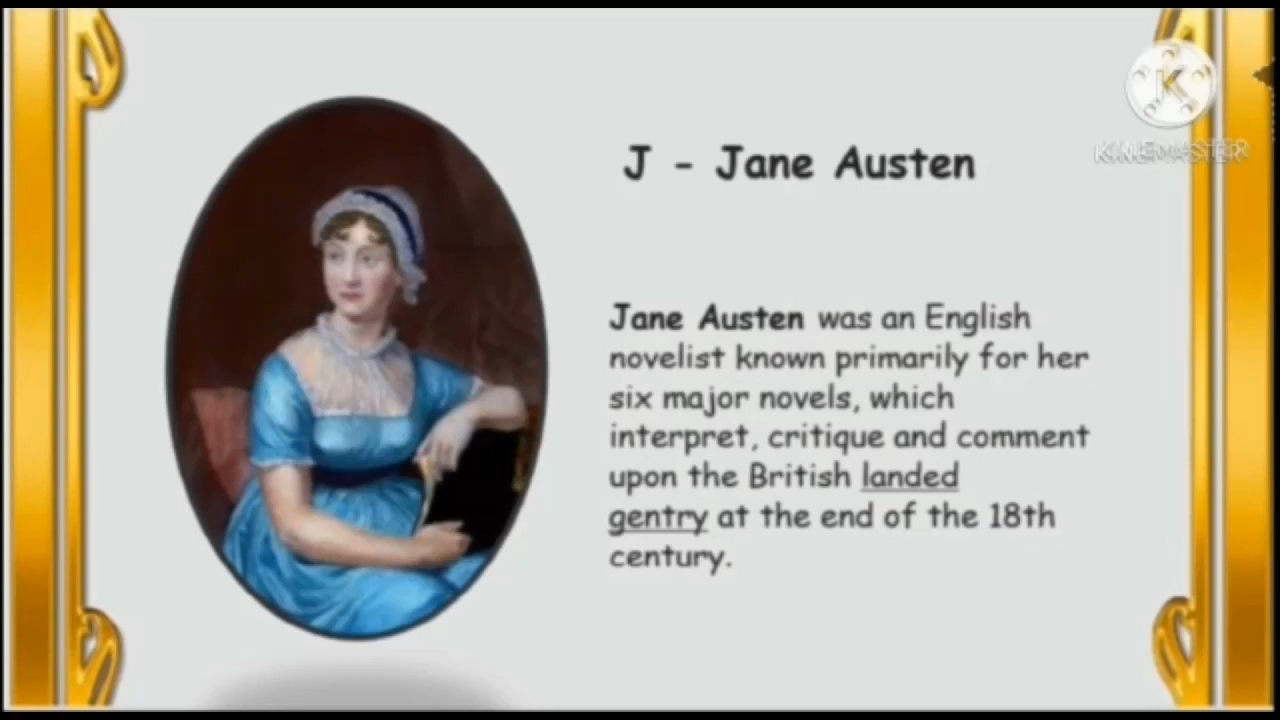 J - Jane Austen
Jane Austen was an English
novelist known primarily for her
six major novels, which
interpret, critique and comment
upon the British landed
gentry at the end of the 18th
century.
K
KINEMASTER